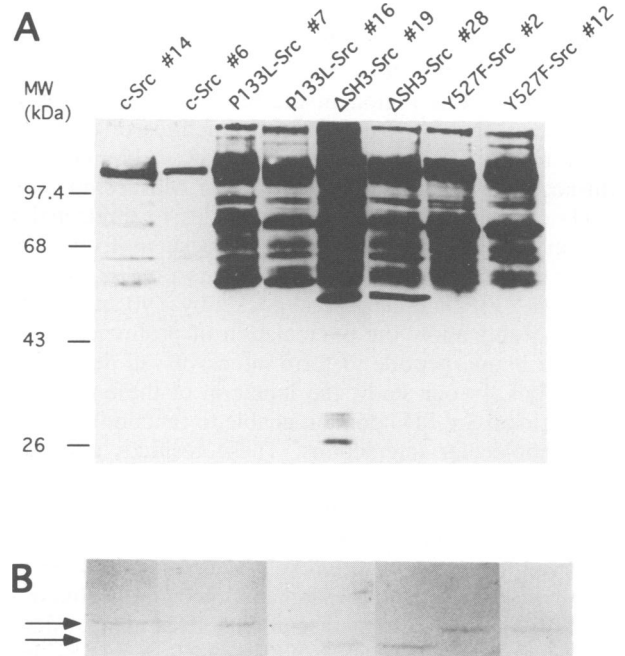 A
MW
(kDa)
c-Src #14
c-Src #6
P133L-Src #7
P133L-Src #16
ΔSH3-Src #19
ΔSH3-Src #28
Y527F-Src #2
Y527F-Src #12
97.4
68
43
26
B